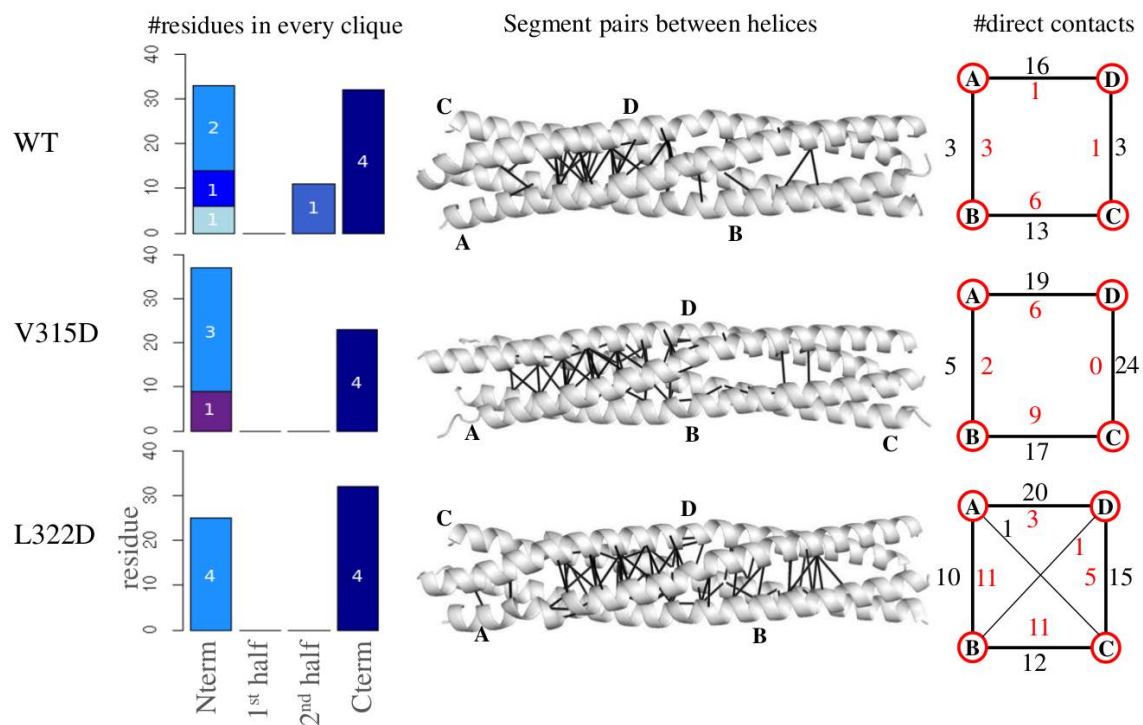 #residues in every clique
Segment pairs between helices
#direct contacts
WT
40
30
20
10
0
2
1
1
1
4
C
D
A
B
A
16
D
1
3
3
1
3
6
B
C
13
V315D
40
30
20
10
0
3
1
4
D
A
B
C
A
19
D
6
5
2
0
24
9
B
C
17
L322D
residue
40
30
20
10
0
4
4
C
D
A
B
A
20
D
1
3
1
10
11
5
15
11
B
C
12
Nterm
1st half
2nd half
Cterm